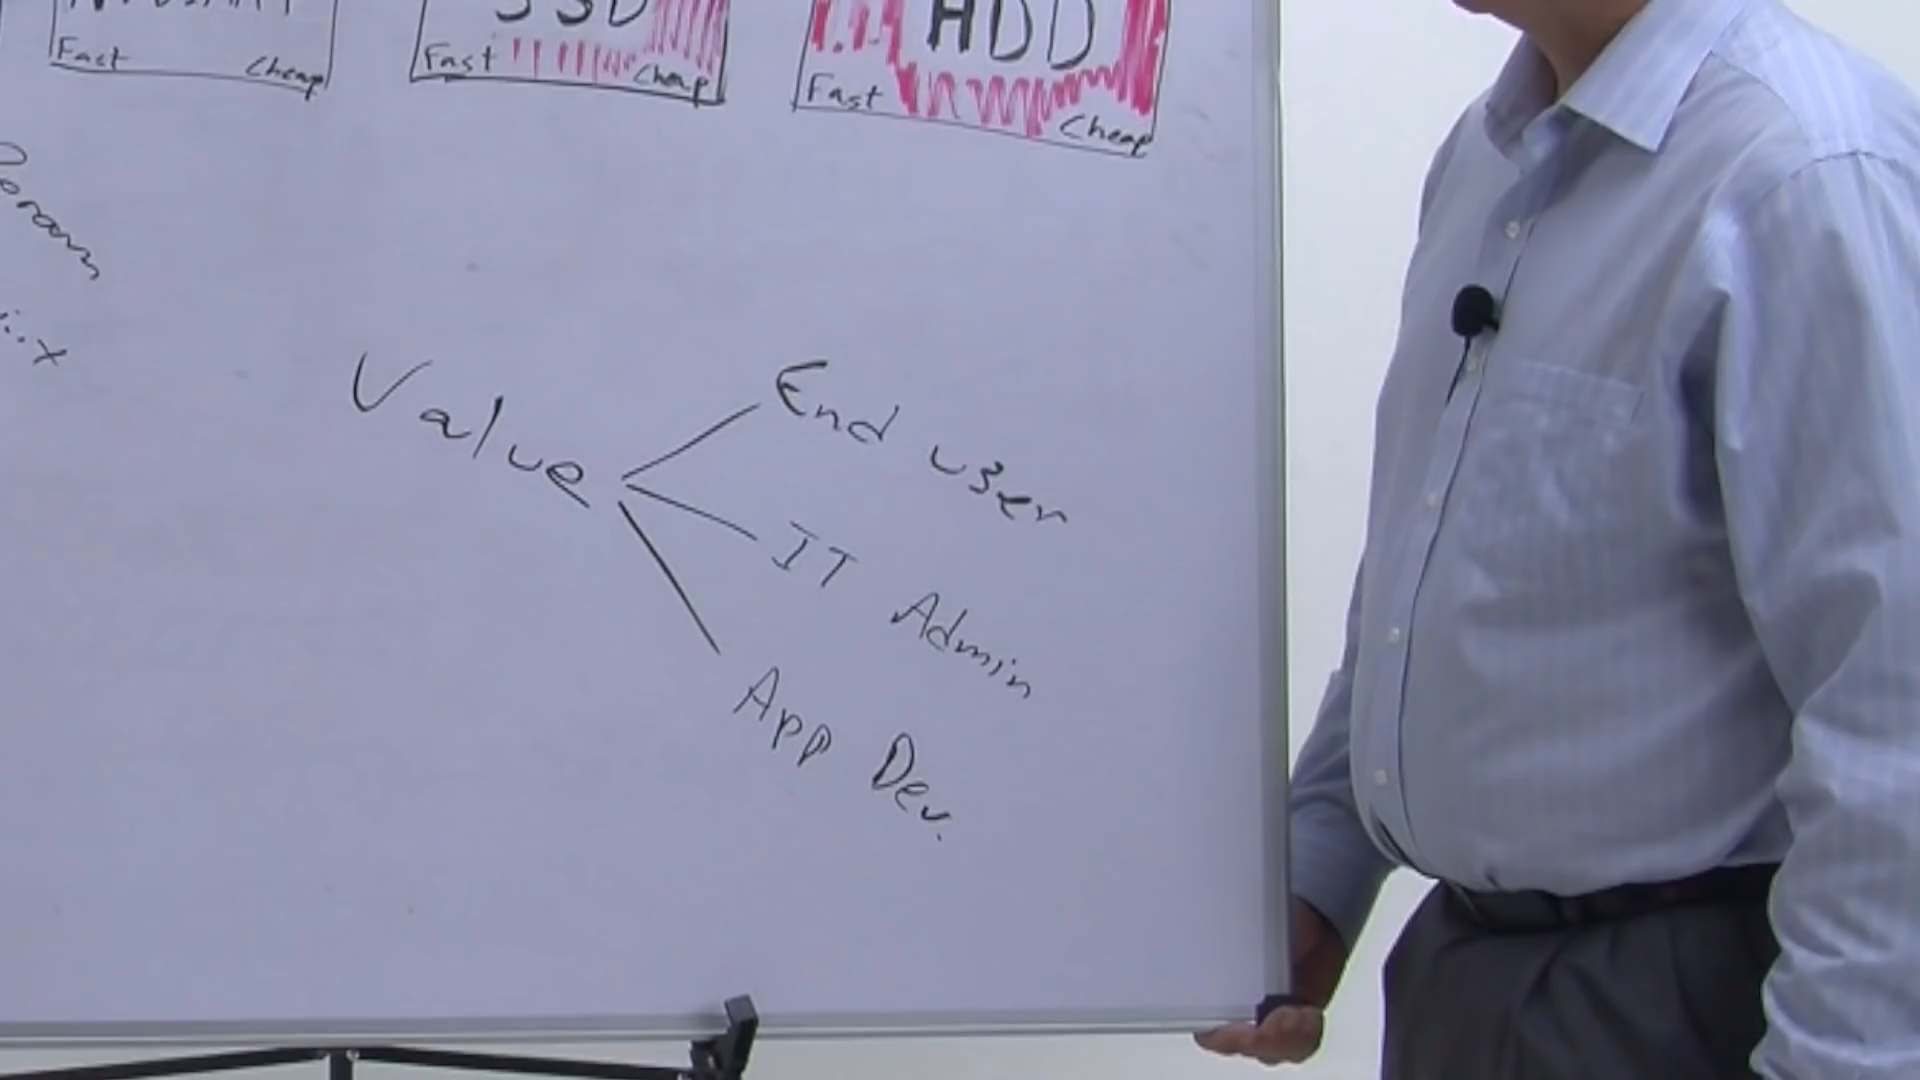 SSD
HDD
Fast Cheap
Fast Cheap
Fast Cheap
Value
End user
IT Admin
App Dev.